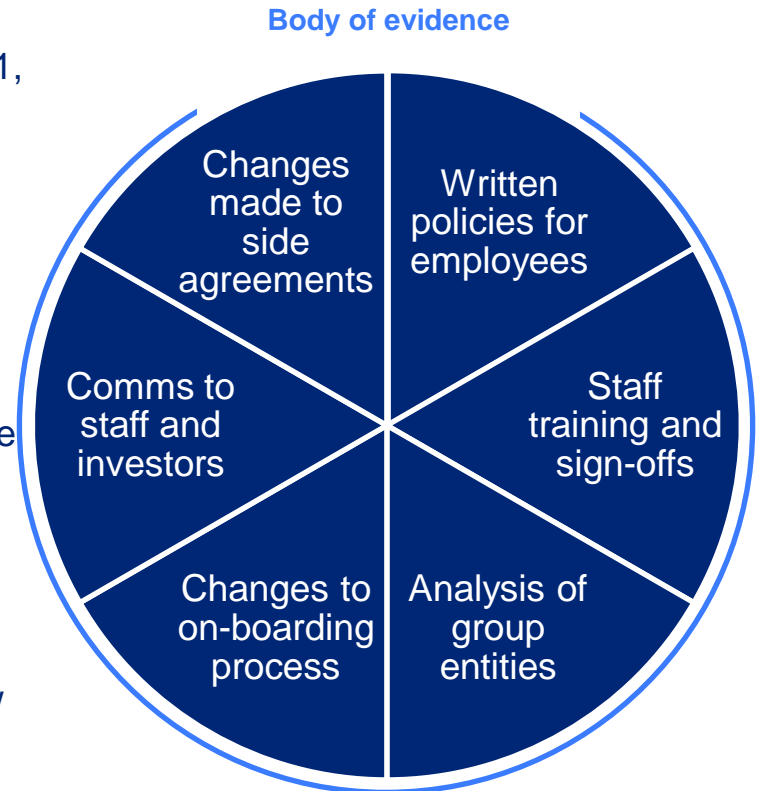 Body of evidence
1,
Changes
made to
side
agreements
Written
policies for
employees
Comms to
staff and
investors
Staff
training and
sign-offs
e
Changes to
on-boarding
process
Analysis of
group
entities